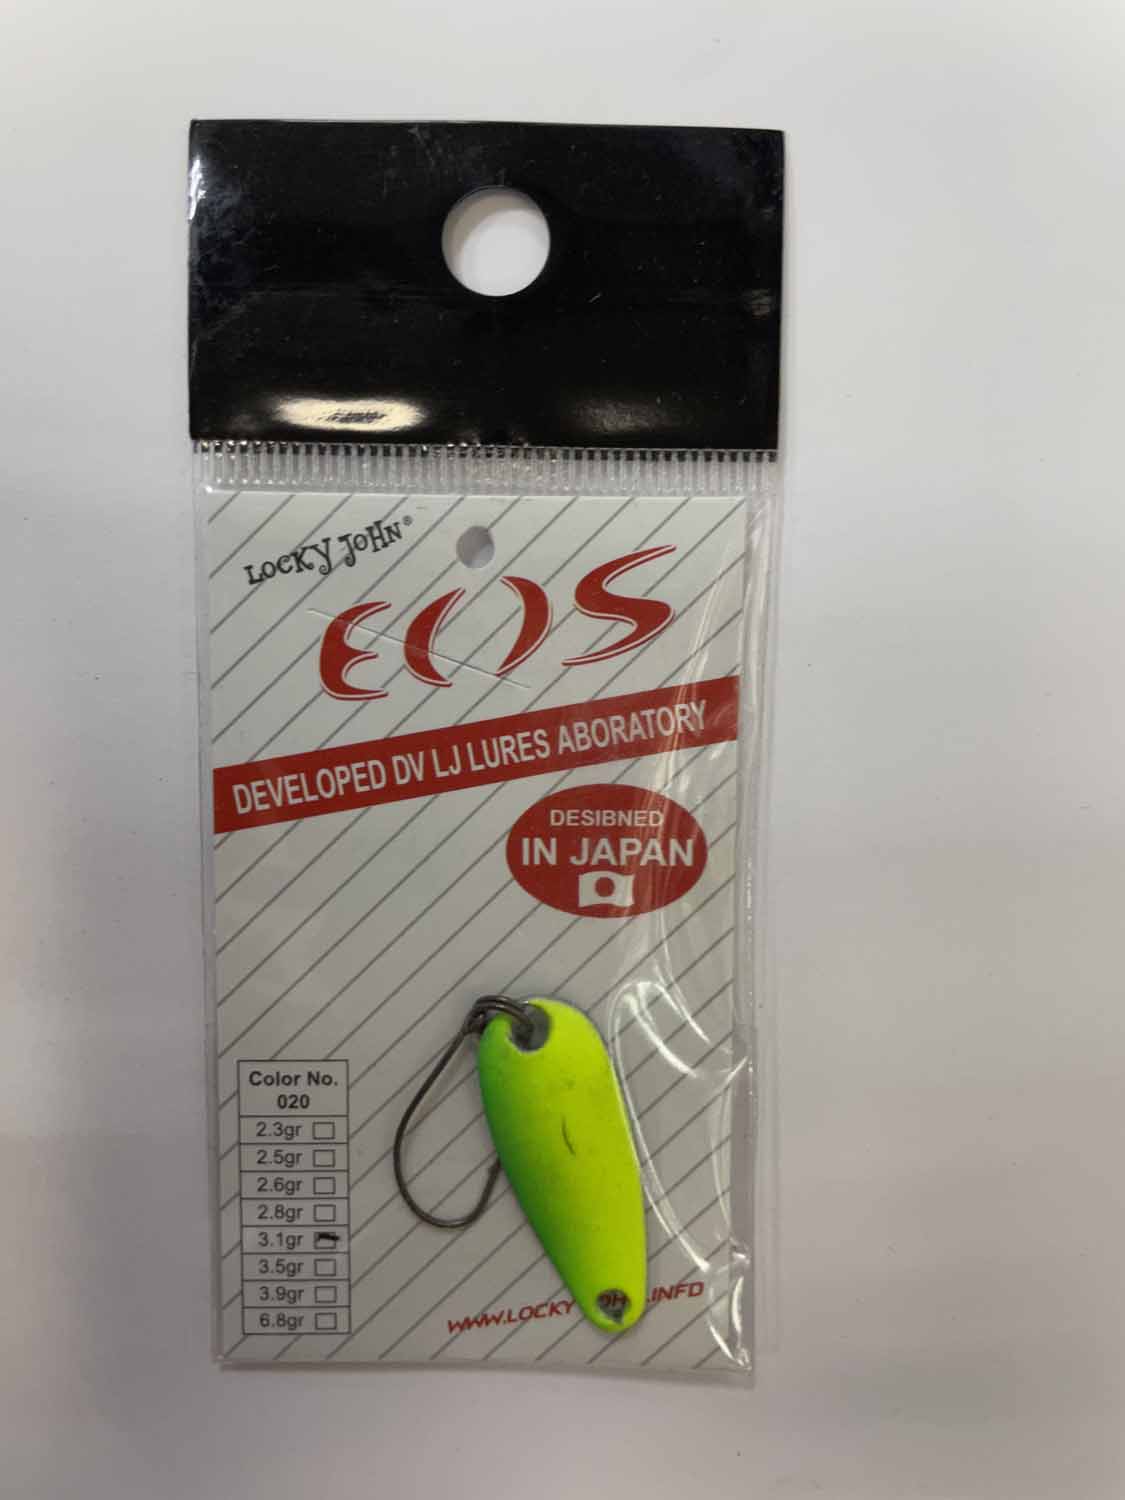 LOCKY JOHN®
EOS
DEVELOPED DV LJ LURES ABORATORY
DESIBNED
IN JAPAN
Color No.
020
2.3gr
2.5gr
2.6gr
2.8gr
3.1gr
3.5gr
3.9gr
6.8gr
WWW.LOCKY
.INFD